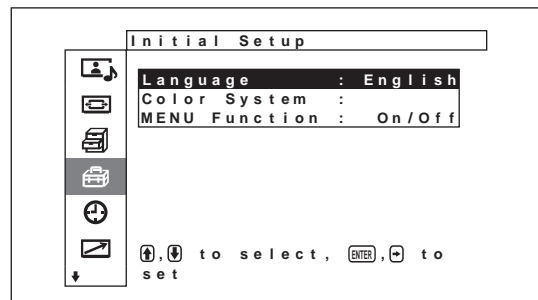 Initial Setup
Language : English
Color System :
MENU Function : On/Off
, to select, ENTER , to
set